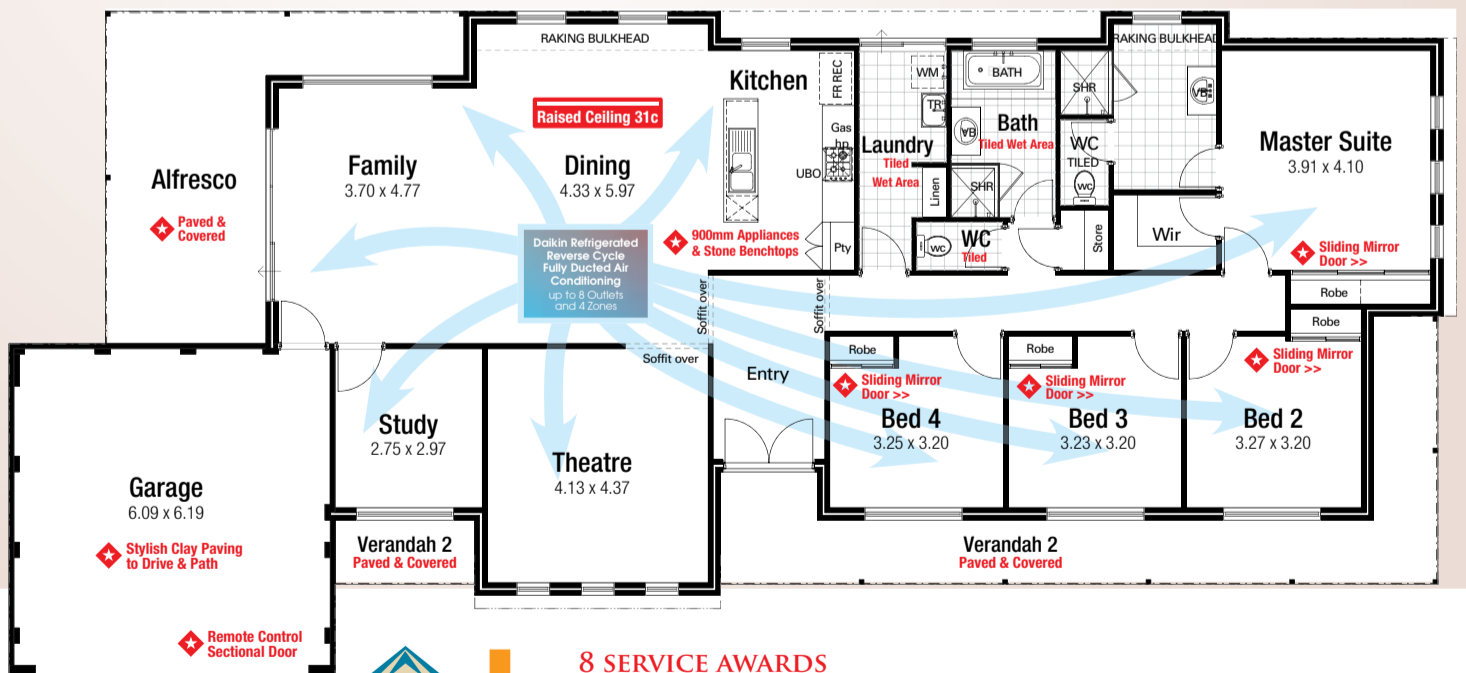 RAKING BULKHEAD
RAKING BULKHEAD
Kitchen
FR REC
WM
TR
BATH
SHR
VB
Raised Ceiling 31c
Gas
hp
UBO
Laundry
Tiled
Wet Area
Linen
VB
Bath
Tiled Wet Area
SHR
WC
TILED
WC
Master Suite
3.91 x 4.10
Alfresco
Paved &
Covered
Family
3.70 x 4.77
Dining
4.33 x 5.97
900mm Appliances
& Stone Benchtops
Pty
WC
WC
Tiled
Store
Wir
Sliding Mirror
Door >>
Robe
Daikin Refrigerated
Reverse Cycle
Fully Ducted Air
Conditioning
up to 8 Outlets
and 4 Zones
Soffit over
Soffit over
Soffit over
Entry
Robe
Sliding Mirror
Door >>
Bed 4
3.25 x 3.20
Robe
Sliding Mirror
Door >>
Bed 3
3.23 x 3.20
Robe
Sliding Mirror
Door >>
Bed 2
3.27 x 3.20
Study
2.75 x 2.97
Theatre
4.13 x 4.37
Garage
6.09 x 6.19
Stylish Clay Paving
to Drive & Path
Remote Control
Sectional Door
Verandah 2
Paved & Covered
Verandah 2
Paved & Covered
8 SERVICE AWARDS